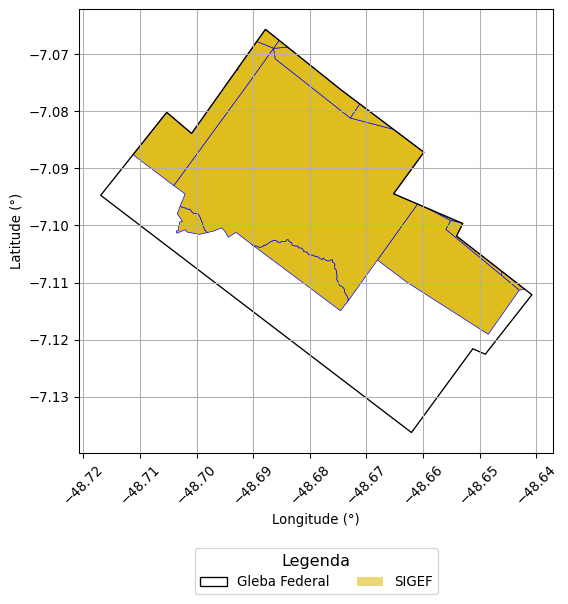 −7.07
−7.08
−7.09
−7.10
−7.11
−7.12
−7.13
Latitude (°)
−48.72 −48.71 −48.70 −48.69 −48.68 −48.67 −48.66 −48.65 −48.64
Longitude (°)
Legenda
Gleba Federal SIGEF